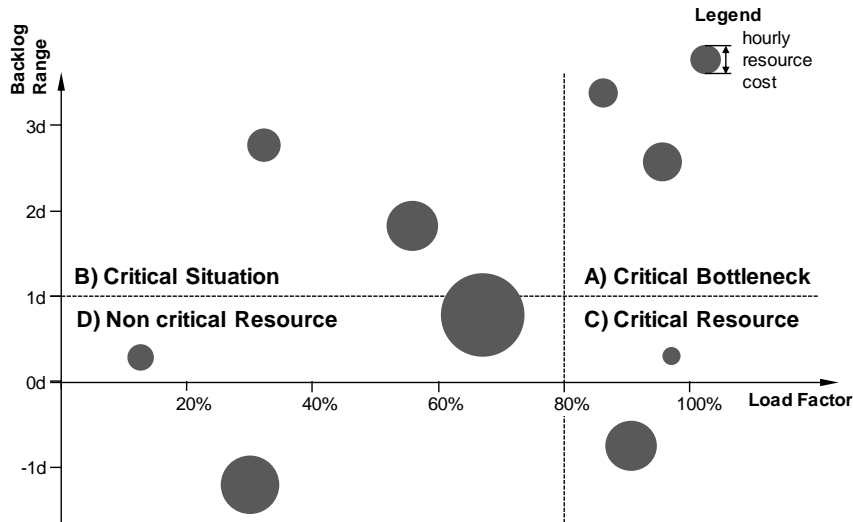 Legend
hourly
resource
cost
Backlog
Range
3d
2d
B) Critical Situation
A) Critical Bottleneck
1d
D) Non critical Resource
C) Critical Resource
0d
20%
40%
60%
80%
100%
Load Factor
-1d